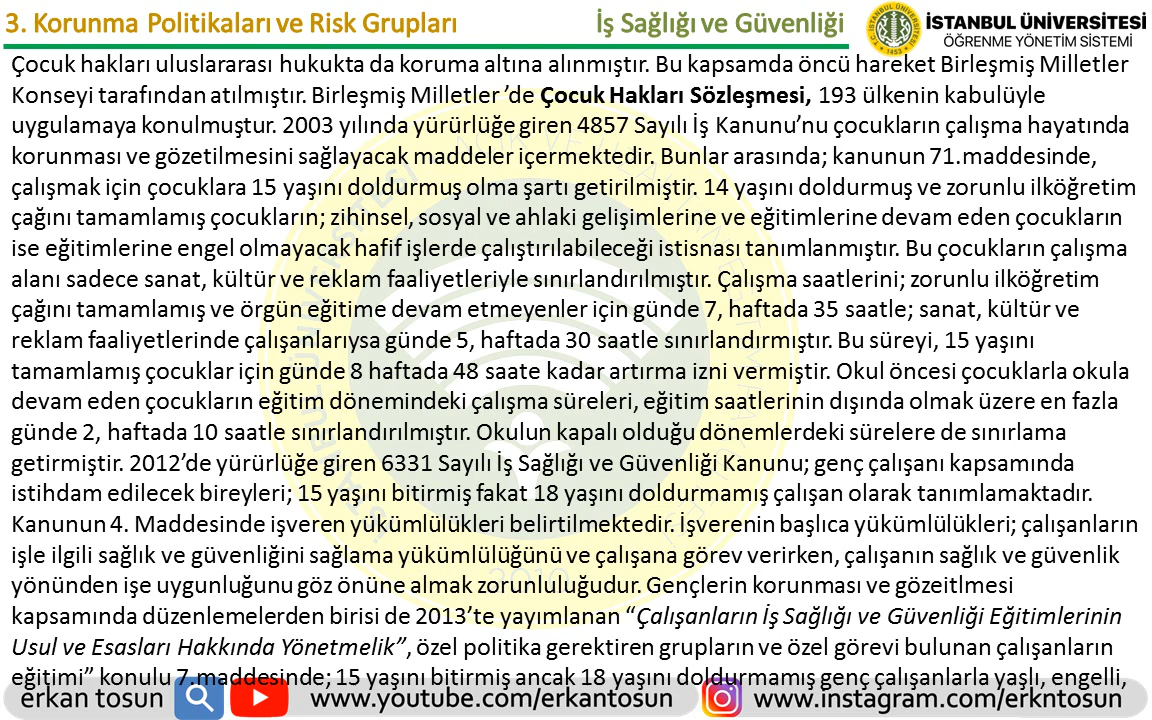 3. Korunma Politikaları ve Risk Grupları
İş Sağlığı ve Güvenliği
İSTANBUL ÜNİVERSİTESİ
ÖĞRENME YÖNETİM SİSTEMİ
Çocuk hakları uluslararası hukukta da koruma altına alınmıştır. Bu kapsamda öncü hareket Birleşmiş Milletler
Konseyi tarafından atılmıştır. Birleşmiş Milletler 'de Çocuk Hakları Sözleşmesi, 193 ülkenin kabulüyle
uygulamaya konulmuştur. 2003 yılında yürürlüğe giren 4857 Sayılı İş Kanunu'nu çocukların çalışma hayatında
korunması ve gözetilmesini sağlayacak maddeler içermektedir. Bunlar arasında; kanunun 71.maddesinde,
çalışmak için çocuklara 15 yaşını doldurmuş olma şartı getirilmiştir. 14 yaşını doldurmuş ve zorunlu ilköğretim
çağını tamamlamış çocukların; zihinsel, sosyal ve ahlaki gelişimlerine ve eğitimlerine devam eden çocukların
ise eğitimlerine engel olmayacak hafif işlerde çalıştırılabileceği istisnası tanımlanmıştır. Bu çocukların çalışma
alanı sadece sanat, kültür ve reklam faaliyetleriyle sınırlandırılmıştır. Çalışma saatlerini; zorunlu ilköğretim
çağını tamamlamış ve örgün eğitime devam etmeyenler için günde 7, haftada 35 saatle; sanat, kültür ve
reklam faaliyetlerinde çalışanlarıysa günde 5, haftada 30 saatle sınırlandırmıştır. Bu süreyi, 15 yaşını
tamamlamış çocuklar için günde 8 haftada 48 saate kadar artırma izni vermiştir. Okul öncesi çocuklarla okula
devam eden çocukların eğitim dönemindeki çalışma süreleri, eğitim saatlerinin dışında olmak üzere en fazla
günde 2, haftada 10 saatle sınırlandırılmıştır. Okulun kapalı olduğu dönemlerdeki sürelere de sınırlama
getirmiştir. 2012'de yürürlüğe giren 6331 Sayılı İş Sağlığı ve Güvenliği Kanunu; genç çalışanı kapsamında
istihdam edilecek bireyleri; 15 yaşını bitirmiş fakat 18 yaşını doldurmamış çalışan olarak tanımlamaktadır.
Kanunun 4. Maddesinde işveren yükümlülükleri belirtilmektedir. İşverenin başlıca yükümlülükleri; çalışanların
işle ilgili sağlık ve güvenliğini sağlama yükümlülüğünü ve çalışana görev verirken, çalışanın sağlık ve güvenlik
yönünden işe uygunluğunu göz önüne almak zorunluluğudur. Gençlerin korunması ve gözeitlmesi
kapsamında düzenlemelerden birisi de 2013'te yayımlanan "Çalışanların İş Sağlığı ve Güvenliği Eğitimlerinin
Usul ve Esasları Hakkında Yönetmelik", özel politika gerektiren grupların ve özel görevi bulunan çalışanların
eğitimi" konulu 7.maddesinde; 15 yaşını bitirmiş ancak 18 yaşını doldurmamış genç çalışanlarla yaşlı, engelli,
erkan tosun
www.youtube.com/erkantosun
www.instagram.com/erkntosun